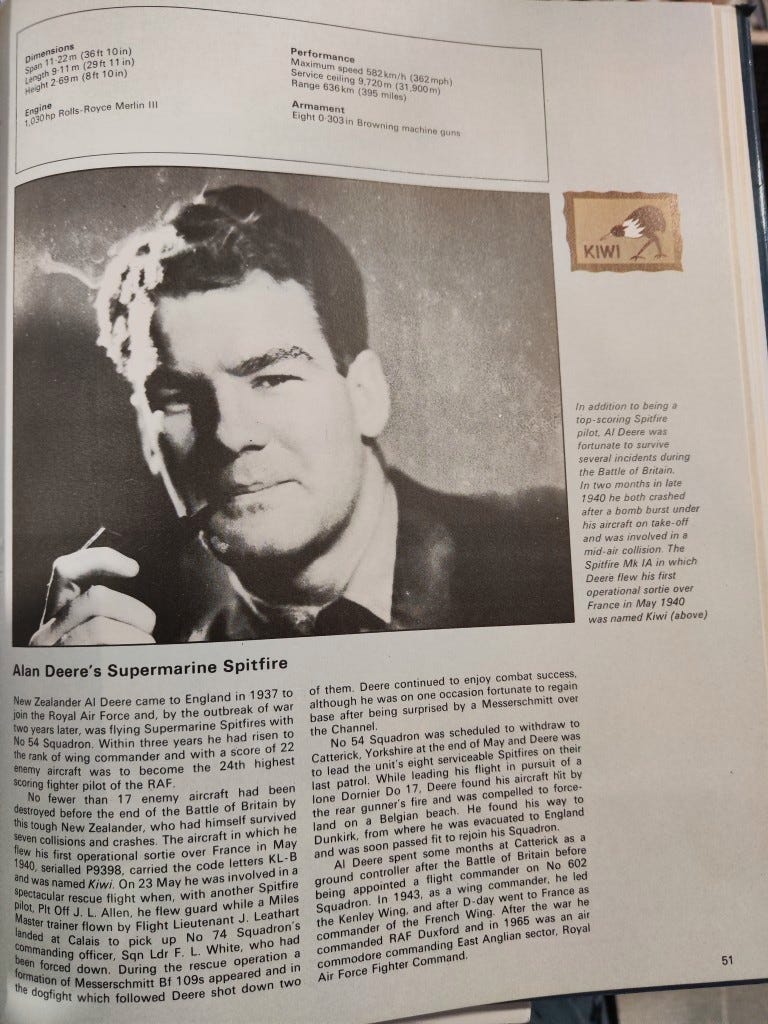 Dimensions
Span 11·22m (36ft 10in)
Length 9·11m (29ft 11in)
Height 2·69m (8ft 10in)
Engine
1,030hp Rolls-Royce Merlin III
Performance
Maximum speed 582km/h (362mph)
Service ceiling 9,720m (31,900m)
Range 636km (395 miles)
Armament
Eight 0·303in Browning machine guns
KIWI
In addition to being a
top-scoring Spitfire
pilot, Al Deere was
fortunate to survive
several incidents during
the Battle of Britain.
In two months in late
1940 he both crashed
after a bomb burst under
his aircraft on take-off
and was involved in a
mid-air collision. The
Spitfire Mk IA in which
Deere flew his first
operational sortie over
France in May 1940
was named Kiwi (above)
Alan Deere's Supermarine Spitfire
New Zealander Al Deere came to England in 1937 to
join the Royal Air Force and, by the outbreak of war
two years later, was flying Supermarine Spitfires with
No 54 Squadron. Within three years he had risen to
the rank of wing commander and with a score of 22
enemy aircraft was to become the 24th highest
scoring fighter pilot of the RAF.
No fewer than 17 enemy aircraft had been
destroyed before the end of the Battle of Britain by
this tough New Zealander, who had himself survived
seven collisions and crashes. The aircraft in which he
flew his first operational sortie over France in May
1940, serialled P9398, carried the code letters KL-B
and was named Kiwi. On 23 May he was involved in a
spectacular rescue flight when, with another Spitfire
pilot, Plt Off J. L. Allen, he flew guard while a Miles
Master trainer flown by Flight Lieutenant J. Leathart
landed at Calais to pick up No 74 Squadron's
commanding officer, Sqn Ldr F. L. White, who had
been forced down. During the rescue operation a
formation of Messerschmitt Bf 109s appeared and in
the dogfight which followed Deere shot down two
of them. Deere continued to enjoy combat success,
although he was on one occasion fortunate to regain
base after being surprised by a Messerschmitt over
the Channel.
No 54 Squadron was scheduled to withdraw to
Catterick, Yorkshire at the end of May and Deere was
to lead the unit's eight serviceable Spitfires on their
last patrol. While leading his flight in pursuit of a
lone Dornier Do 17, Deere found his aircraft hit by
the rear gunner's fire and was compelled to force-
land on a Belgian beach. He found his way to
Dunkirk, from where he was evacuated to England
and was soon passed fit to rejoin his Squadron.
Al Deere spent some months at Catterick as a
ground controller after the Battle of Britain before
being appointed a flight commander on No 602
Squadron. In 1943, as a wing commander, he led
the Kenley Wing, and after D-day went to France as
commander of the French Wing. After the war he
commanded RAF Duxford and in 1965 was an air
commodore commanding East Anglian sector, Royal
Air Force Fighter Command.
51